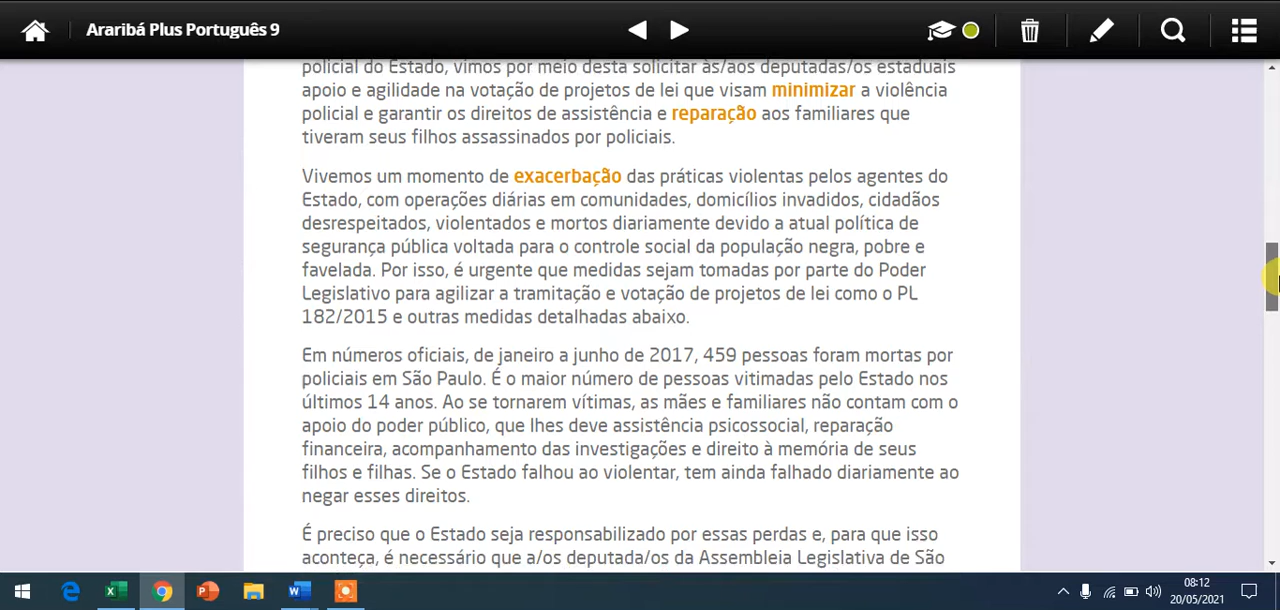 Araribá Plus Português 9
policial do Estado, vimos por meio desta solicitar às/aos deputadas/os estaduais
apoio e agilidade na votação de projetos de lei que visam minimizar a violência
policial e garantir os direitos de assistência e reparação aos familiares que
tiveram seus filhos assassinados por policiais.
Vivemos um momento de exacerbação das práticas violentas pelos agentes do
Estado, com operações diárias em comunidades, domicílios invadidos, cidadãos
desrespeitados, violentados e mortos diariamente devido a atual política de
segurança pública voltada para o controle social da população negra, pobre e
favelada. Por isso, é urgente que medidas sejam tomadas por parte do Poder
Legislativo para agilizar a tramitação e votação de projetos de lei como o PL
182/2015 e outras medidas detalhadas abaixo.
Em números oficiais, de janeiro a junho de 2017, 459 pessoas foram mortas por
policiais em São Paulo. É o maior número de pessoas vitimadas pelo Estado nos
últimos 14 anos. Ao se tornarem vítimas, as mães e familiares não contam com o
apoio do poder público, que lhes deve assistência psicossocial, reparação
financeira, acompanhamento das investigações e direito à memória de seus
filhos e filhas. Se o Estado falhou ao violentar, tem ainda falhado diariamente ao
negar esses direitos.
É preciso que o Estado seja responsabilizado por essas perdas e, para que isso
aconteça, é necessário que a/os deputada/os da Assembleia Legislativa de São
08:12
20/05/2021